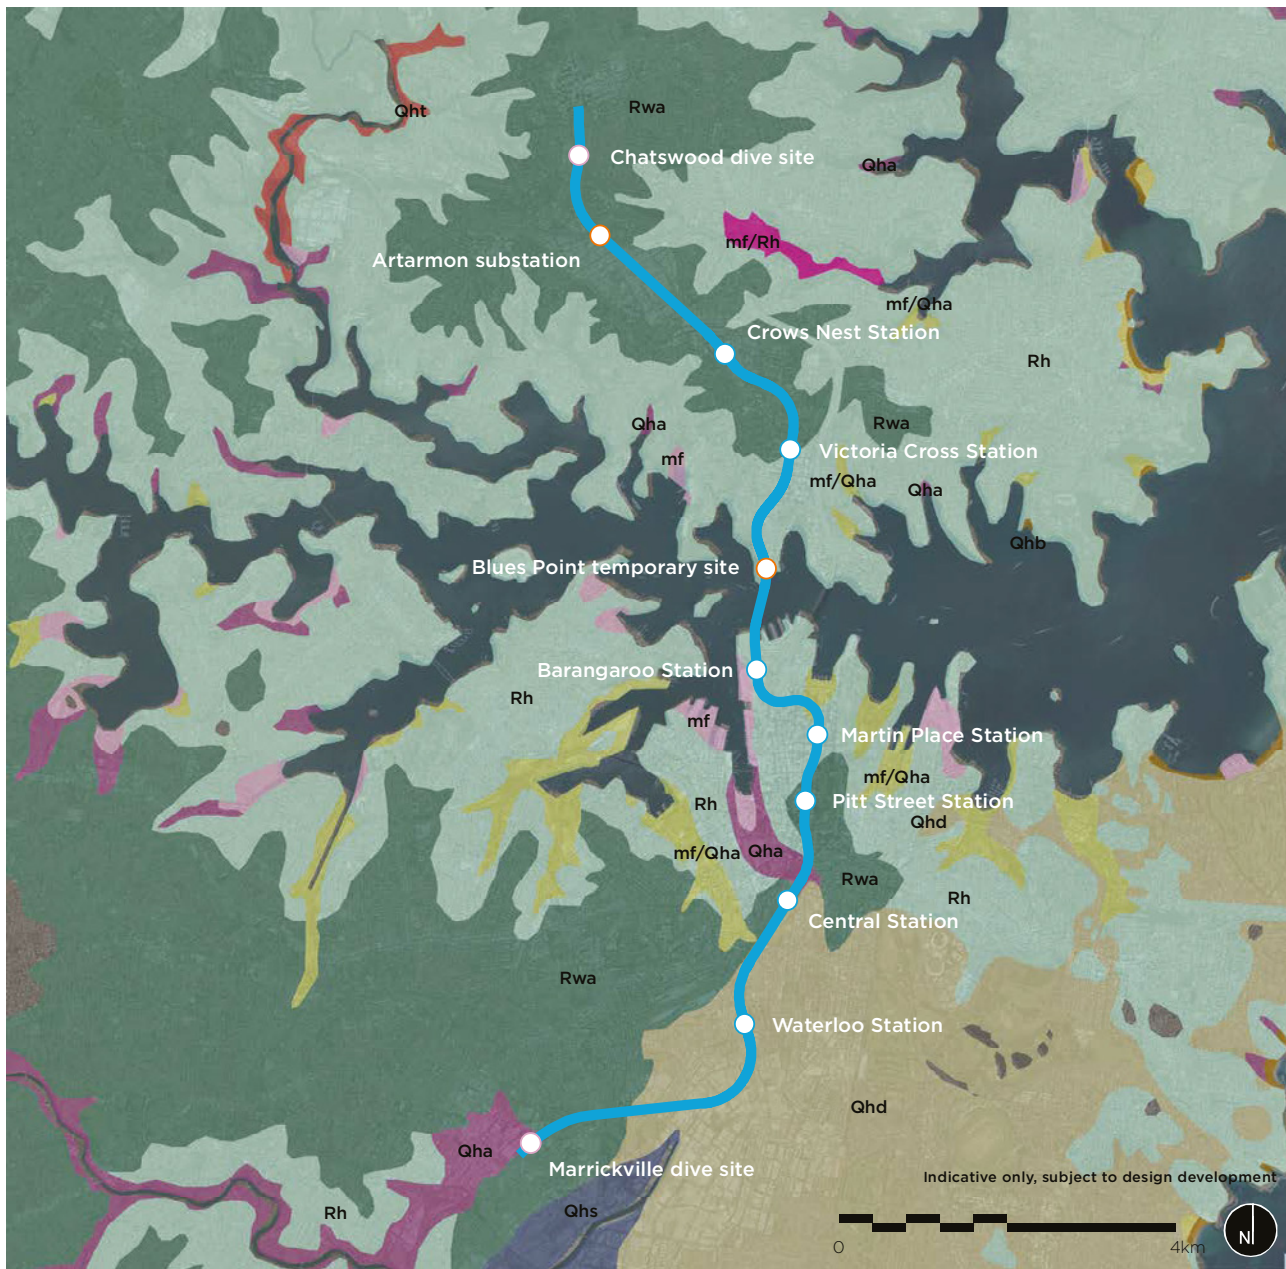 Rwa
Qht
Chatswood dive site
Qha
mf/Rh
Artarmon substation
mf/Qha
Crows Nest Station
Rh
Qha
Rwa
Victoria Cross Station
mf
mf/Qha
Qha
Qhb
Blues Point temporary site
Barangaroo Station
Rh
mf
Martin Place Station
mf/Qha
Rh
Pitt Street Station
Qhd
mf/Qha
Qha
Rwa
Rh
Central Station
Rwa
Waterloo Station
Qhd
Qha
Marrickville dive site
Indicative only, subject to design development
Rh
Qhs
N
0
4km